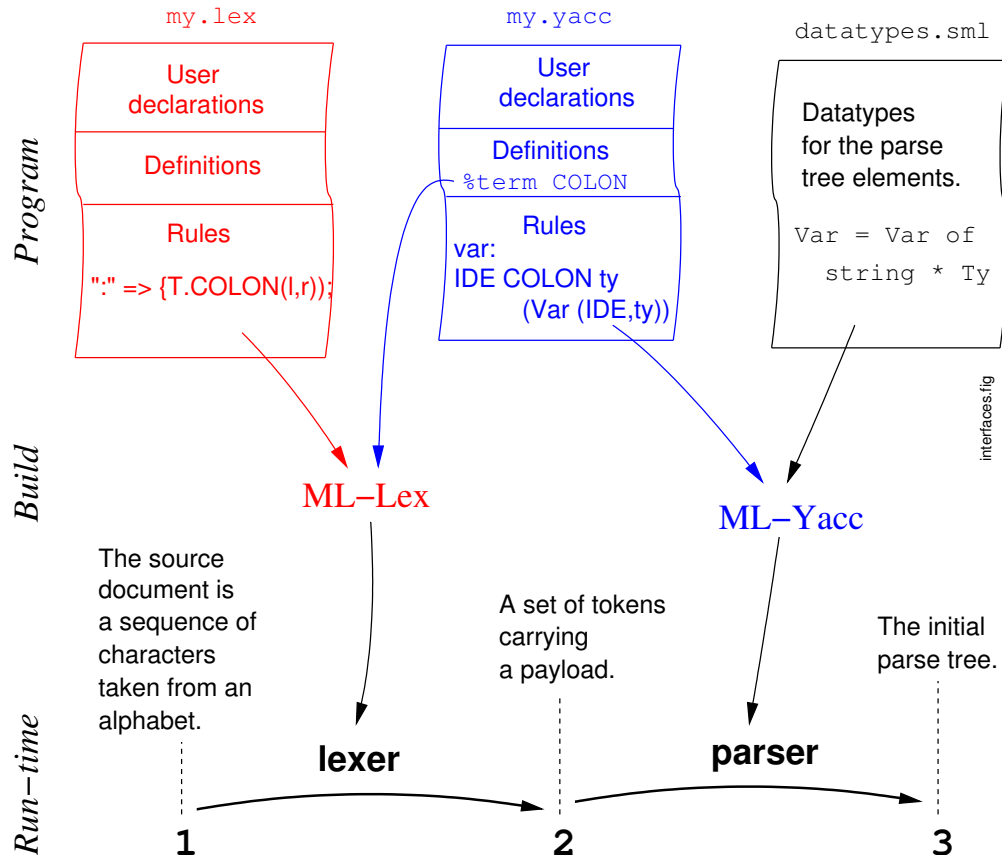 my.lex
my.yacc
datatypes.sml
Program
User
declarations
Definitions
Rules
":" => {T.COLON(l,r));
User
declarations
Definitions
%term COLON
Rules
var:
IDE COLON ty
(Var (IDE,ty))
Datatypes
for the parse
tree elements.
Var = Var of
string * Ty
interfaces.fig
Build
ML−Lex
ML−Yacc
Run−time
The source
document is
a sequence of
characters
taken from an
alphabet.
A set of tokens
carrying
a payload.
The initial
parse tree.
lexer
parser
1
2
3